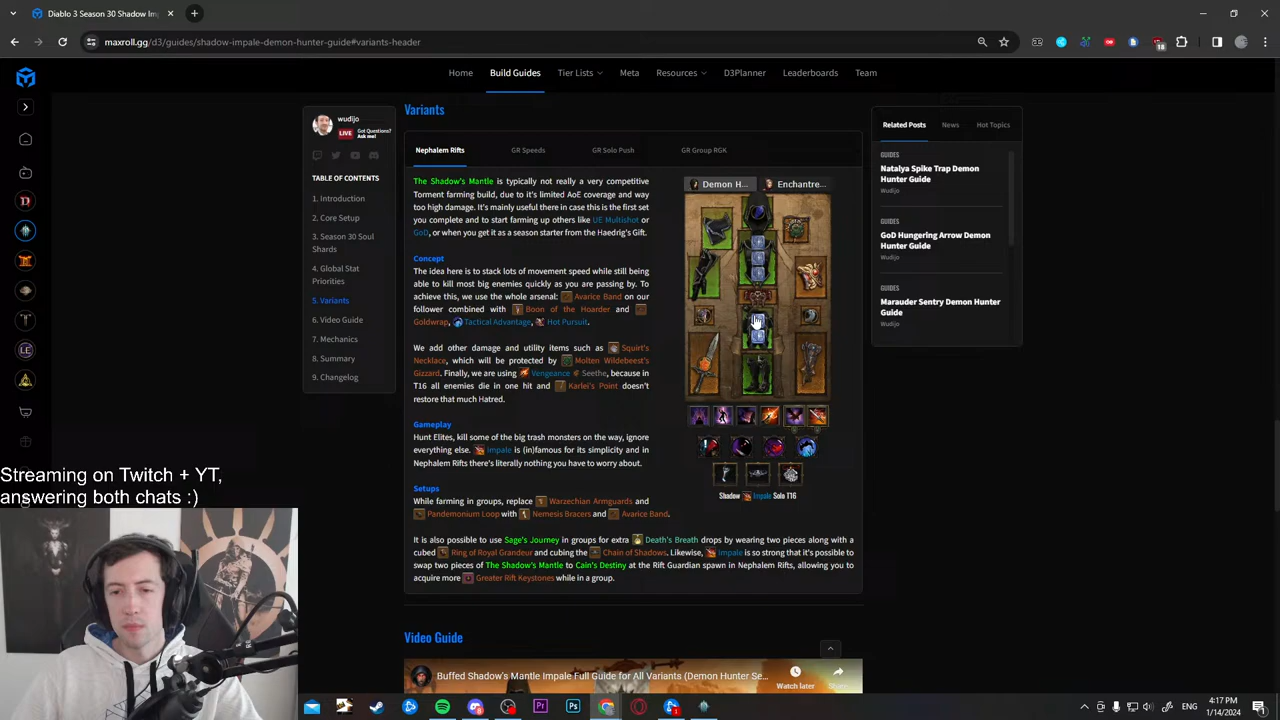 Diablo 3 Season 30 Shadow Im
maxroll.gg/d3/guides/shadow-impale-demon-hunter-guide#variants-header
Home
Build Guides
Tier Lists
Meta
Resources
D3Planner
Leaderboards
Team
wudijo
LIVE
Got Questions?
Ask me!
TABLE OF CONTENTS
1. Introduction
2. Core Setup
3. Season 30 Soul
Shards
4. Global Stat
Priorities
5. Variants
6. Video Guide
7. Mechanics
8. Summary
9. Changelog
Variants
Nephalem Rifts
GR Speeds
GR Solo Push
GR Group RGK
The Shadow's Mantle is typically not really a very competitive
Torment farming build, due to it's limited AoE coverage and way
too high damage. It's mainly useful there in case this is the first set
you complete and to start farming up others like UE Multishot or
GoD, or when you get it as a season starter from the Haedrig's Gift.
Concept
The idea here is to stack lots of movement speed while still being
able to kill most big enemies quickly as you are passing by. To
achieve this, we use the whole arsenal: Avarice Band on our
follower combined with Boon of the Hoarder and
Goldwrap, Tactical Advantage, Hot Pursuit.
We add other damage and utility items such as Squirt's
Necklace, which will be protected by Molten Wildebeest's
Gizzard. Finally, we are using Vengeance Seethe, because in
T16 all enemies die in one hit and Karlei's Point doesn't
restore that much Hatred.
Gameplay
Hunt Elites, kill some of the big trash monsters on the way, ignore
everything else. Impale is (in)famous for its simplicity and in
Nephalem Rifts there's literally nothing you have to worry about.
Setups
While farming in groups, replace Warzechian Armguards and
Pandemonium Loop with Nemesis Bracers and Avarice Band.
It is also possible to use Sage's Journey in groups for extra Death's Breath drops by wearing two pieces along with a
cubed Ring of Royal Grandeur and cubing the Chain of Shadows. Likewise, Impale is so strong that it's possible to
swap two pieces of The Shadow's Mantle to Cain's Destiny at the Rift Guardian spawn in Nephalem Rifts, allowing you to
acquire more Greater Rift Keystones while in a group.
Demon H...
Enchantre...
Shadow Impale Solo T16
Related Posts
News
Hot Topics
GUIDES
Natalya Spike Trap Demon
Hunter Guide
Wudijo
GUIDES
GoD Hungering Arrow Demon
Hunter Guide
Wudijo
GUIDES
Marauder Sentry Demon Hunter
Guide
Wudijo
Video Guide
Buffed Shadow's Mantle Impale Full Guide for All Variants (Demon Hunter Se...
Watch later
Share
Streaming on Twitch + YT,
answering both chats :)
ENG
4:17 PM
1/14/2024